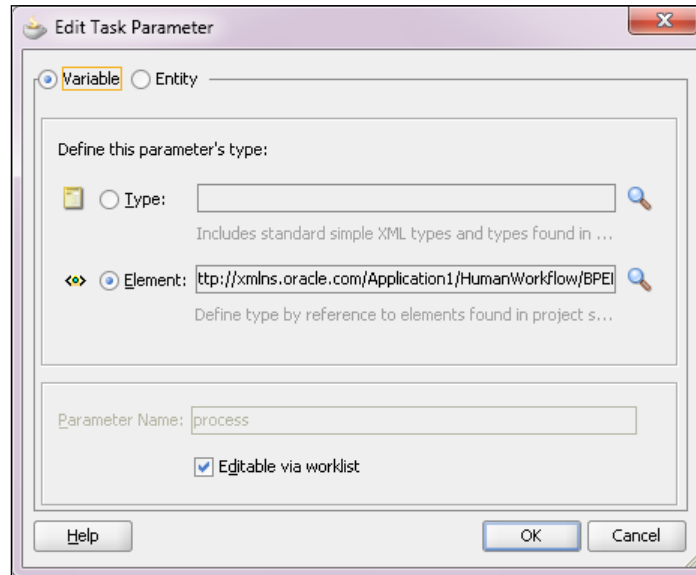 Edit Task Parameter
Variable Entity
Define this parameter's type:
Type:
Includes standard simple XML types and types found in ...
Element: ttp://xmlns.oracle.com/Application1/HumanWorkflow/BPEl
Define type by reference to elements found in project s...
Parameter Name: process
Editable via worklist
Help OK Cancel